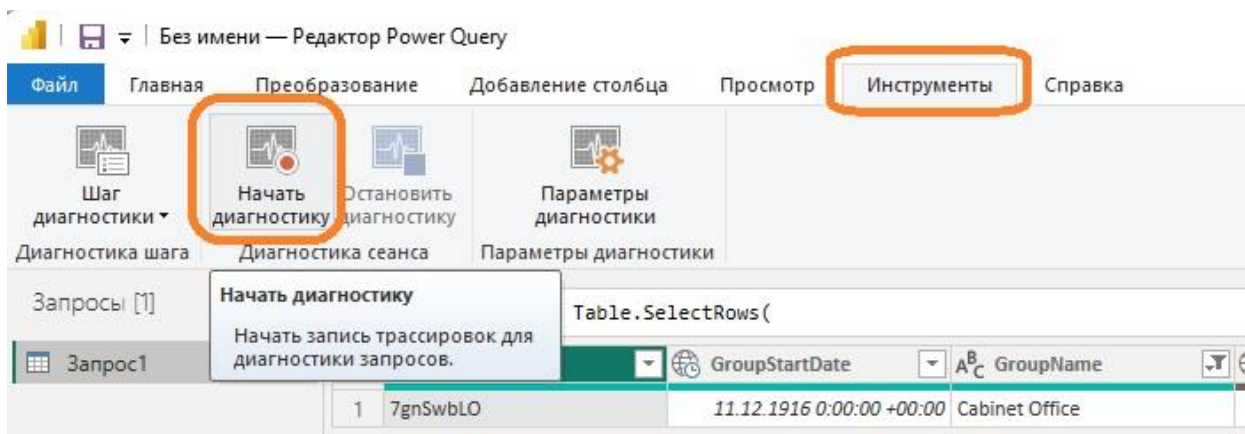 Без имени — Редактор Power Query
Файл Главная Преобразование Добавление столбца Просмотр Инструменты Справка
Шаг диагностики
Начать диагностику
Остановить диагностику
Параметры диагностики
Диагностика шага Диагностика сеанса Параметры диагностики
Запросы [1]
Начать диагностику
Начать запись трассировок для
диагностики запросов.
Table.SelectRows(
Запрос1
GroupStartDate ABC GroupName
1 7gnSwbLO 11.12.1916 0:00:00 +00:00 Cabinet Office